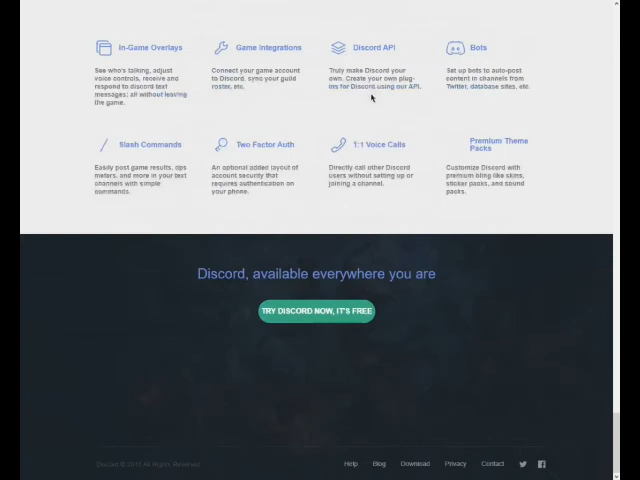 In-Game Overlays
See who's talking, adjust
voice controls, receive and
respond to discord text
messages; all without leaving
the game.
Game Integrations
Connect your game account
to Discord, sync your guild
roster, etc.
Discord API
Truly make Discord your
own. Create your own plug-
ins for Discord using our API.
Bots
Set up bots to auto-post
content in channels from
Twitter, database sites, etc.
Slash Commands
Easily post game results, dps
meters, and more in your text
channels with simple
commands.
Two Factor Auth
An optional added layout of
account security that
requires authentication on
your phone.
1:1 Voice Calls
Directly call other Discord
users without setting up or
joining a channel.
Premium Theme
Packs
Customize Discord with
premium bling like skins,
sticker packs, and sound
packs.
Discord, available everywhere you are
TRY DISCORD NOW, IT'S FREE
Discord © 2015 All Rights Reserved
Help Blog Download Privacy Contact